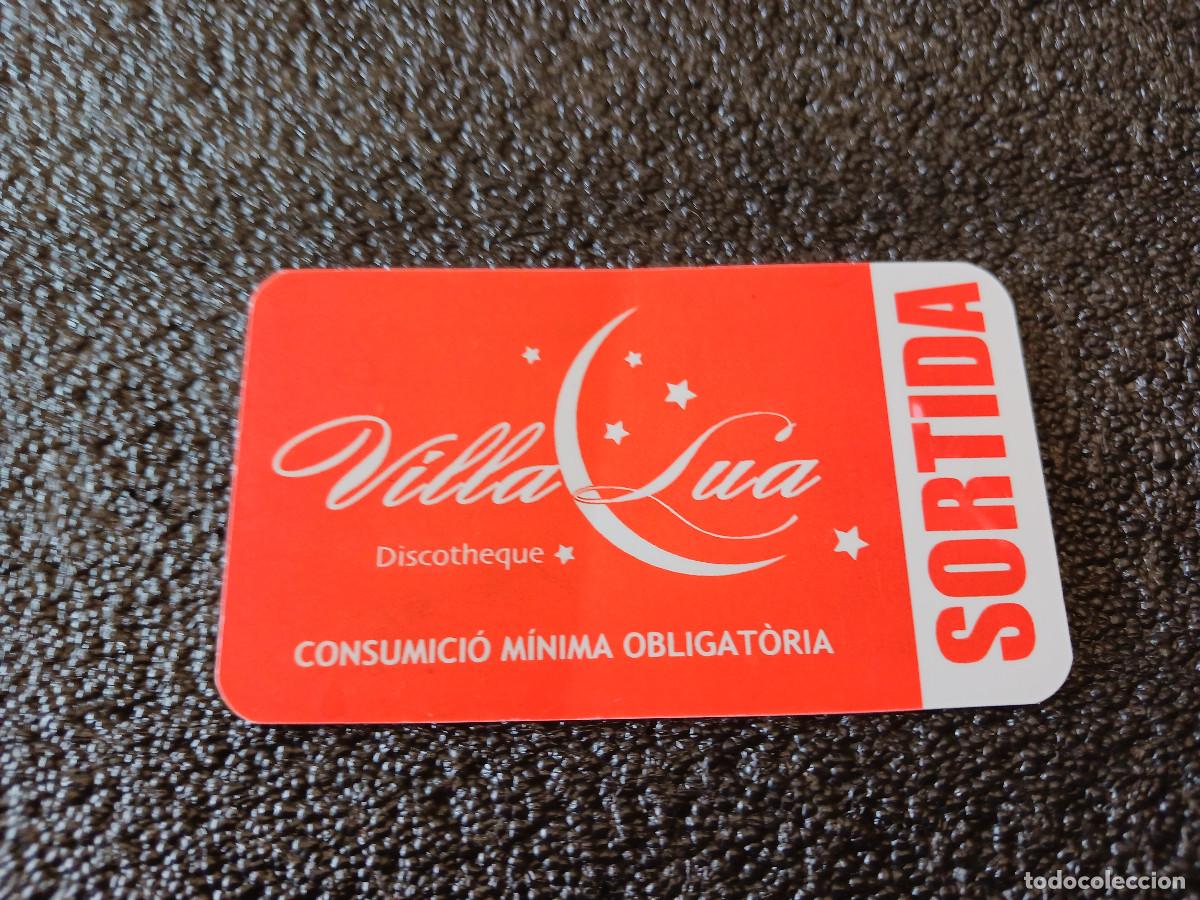 Villa Lua
Discotheque
CONSUMICIÓ MÍNIMA OBLIGATÒRIA
SORTIDA
todocoleccion